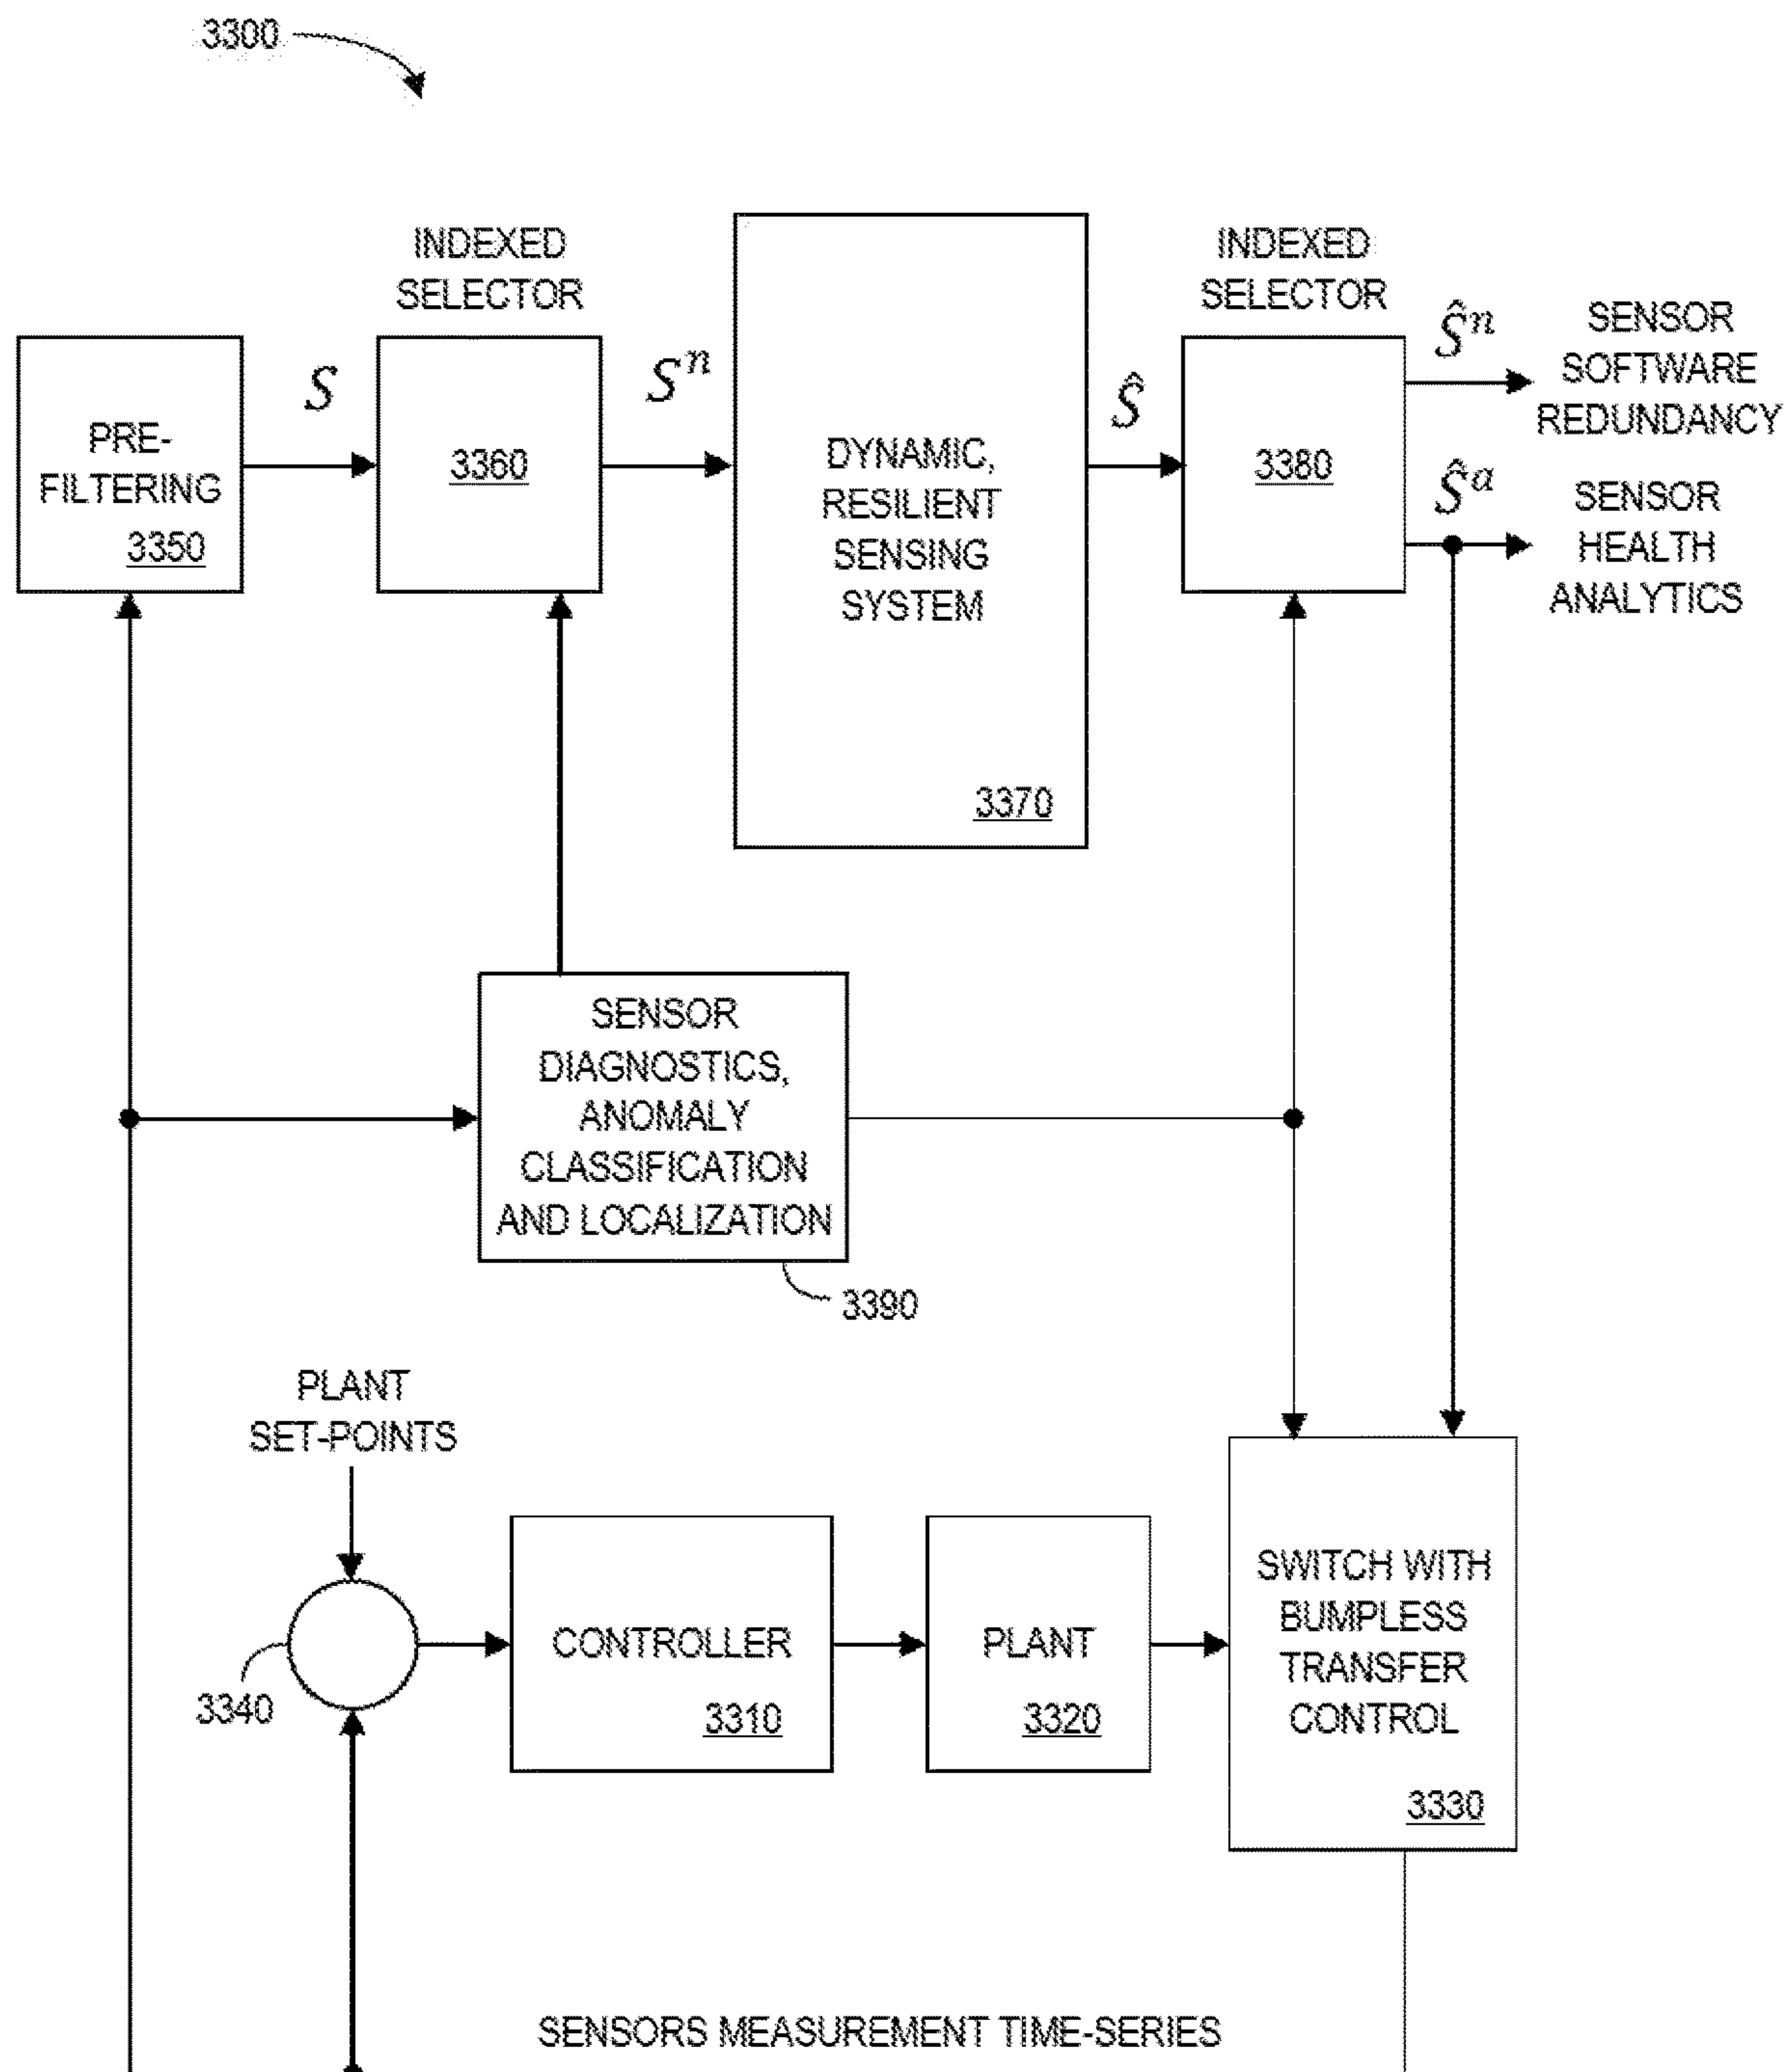 3300
INDEXED
SELECTOR
INDEXED
SELECTOR
PRE-
FILTERING
3350
S
3360
Sⁿ
DYNAMIC,
RESILIENT
SENSING
SYSTEM
3370
Ŝ
3380
Ŝⁿ
SENSOR
SOFTWARE
REDUNDANCY
Ŝᵃ
SENSOR
HEALTH
ANALYTICS
SENSOR
DIAGNOSTICS,
ANOMALY
CLASSIFICATION
AND LOCALIZATION
3390
PLANT
SET-POINTS
3340
CONTROLLER
3310
PLANT
3320
SWITCH WITH
BUMPLESS
TRANSFER
CONTROL
3330
SENSORS MEASUREMENT TIME-SERIES